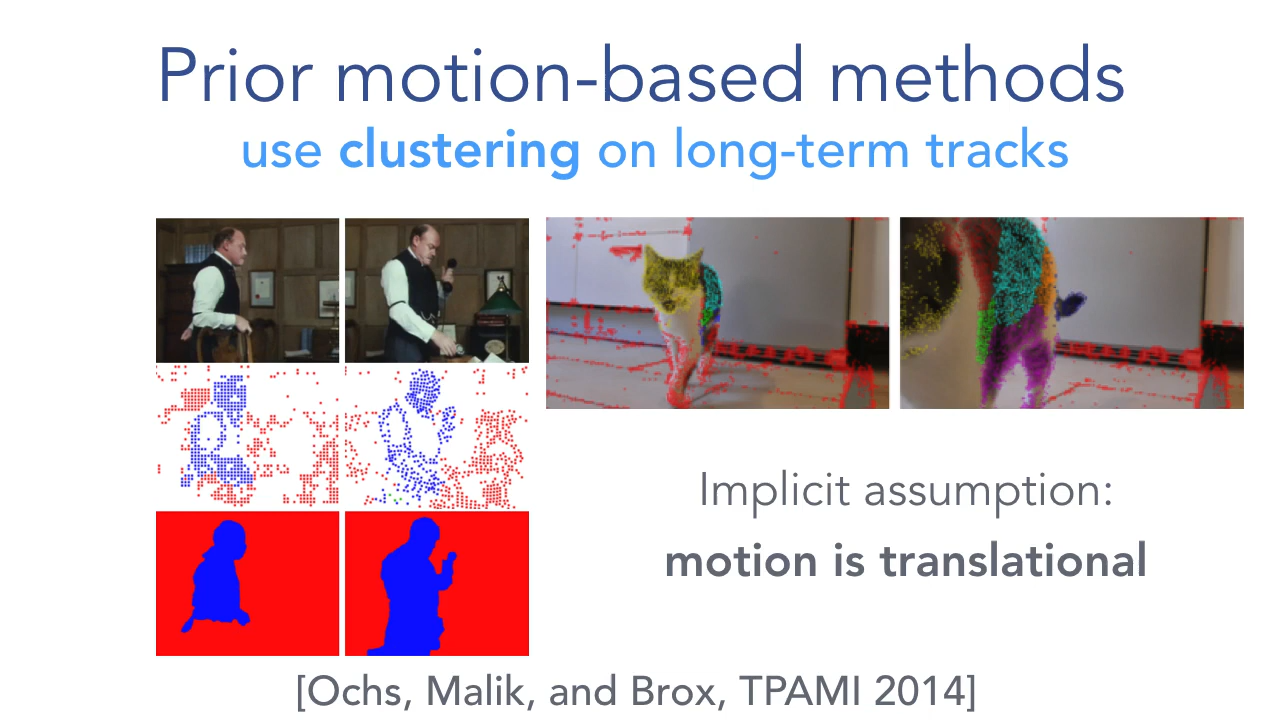 Prior motion-based methods
use clustering on long-term tracks
Implicit assumption:
motion is translational
[Ochs, Malik, and Brox, TPAMI 2014]